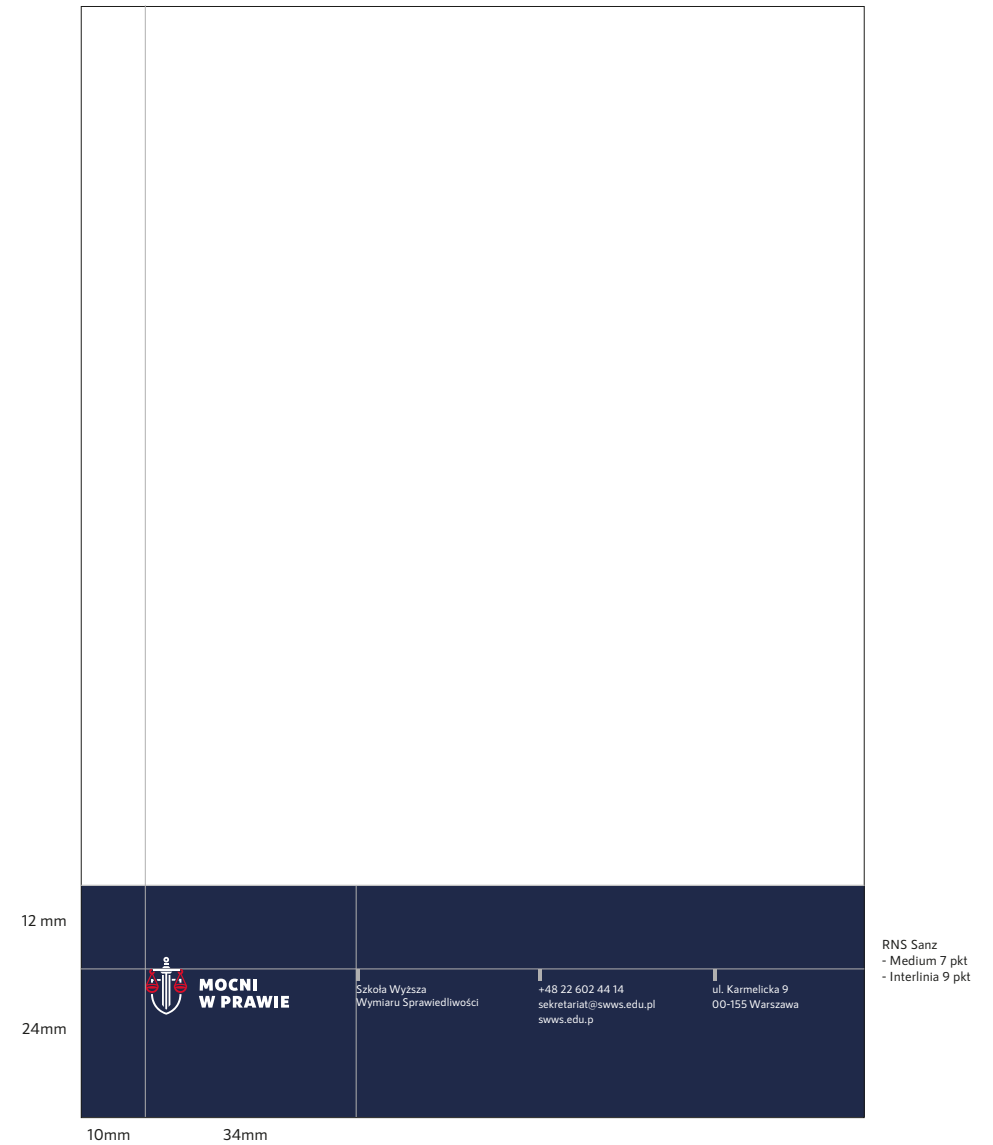 12 mm
24mm
MOCNI
W PRAWIE
Szkoła Wyższa
Wymiaru Sprawiedliwości
+48 22 602 44 14
sekretariat@swws.edu.pl
swws.edu.p
ul. Karmelicka 9
00-155 Warszawa
RNS Sanz
- Medium 7 pkt
- Interlinia 9 pkt
10mm
34mm